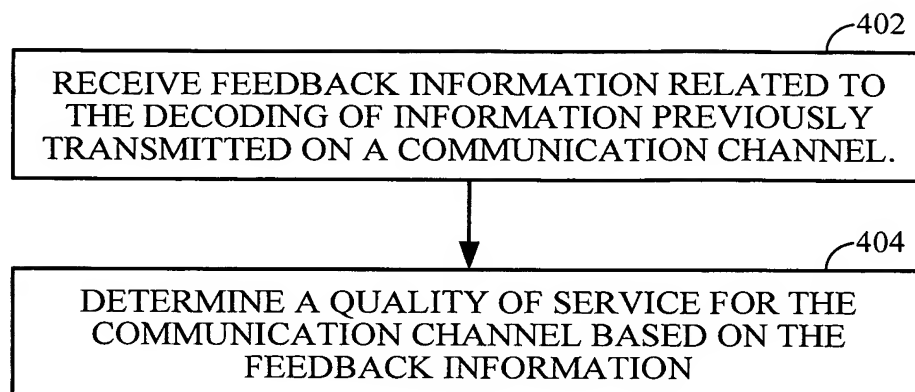 402
RECEIVE FEEDBACK INFORMATION RELATED TO
THE DECODING OF INFORMATION PREVIOUSLY
TRANSMITTED ON A COMMUNICATION CHANNEL.
404
DETERMINE A QUALITY OF SERVICE FOR THE
COMMUNICATION CHANNEL BASED ON THE
FEEDBACK INFORMATION